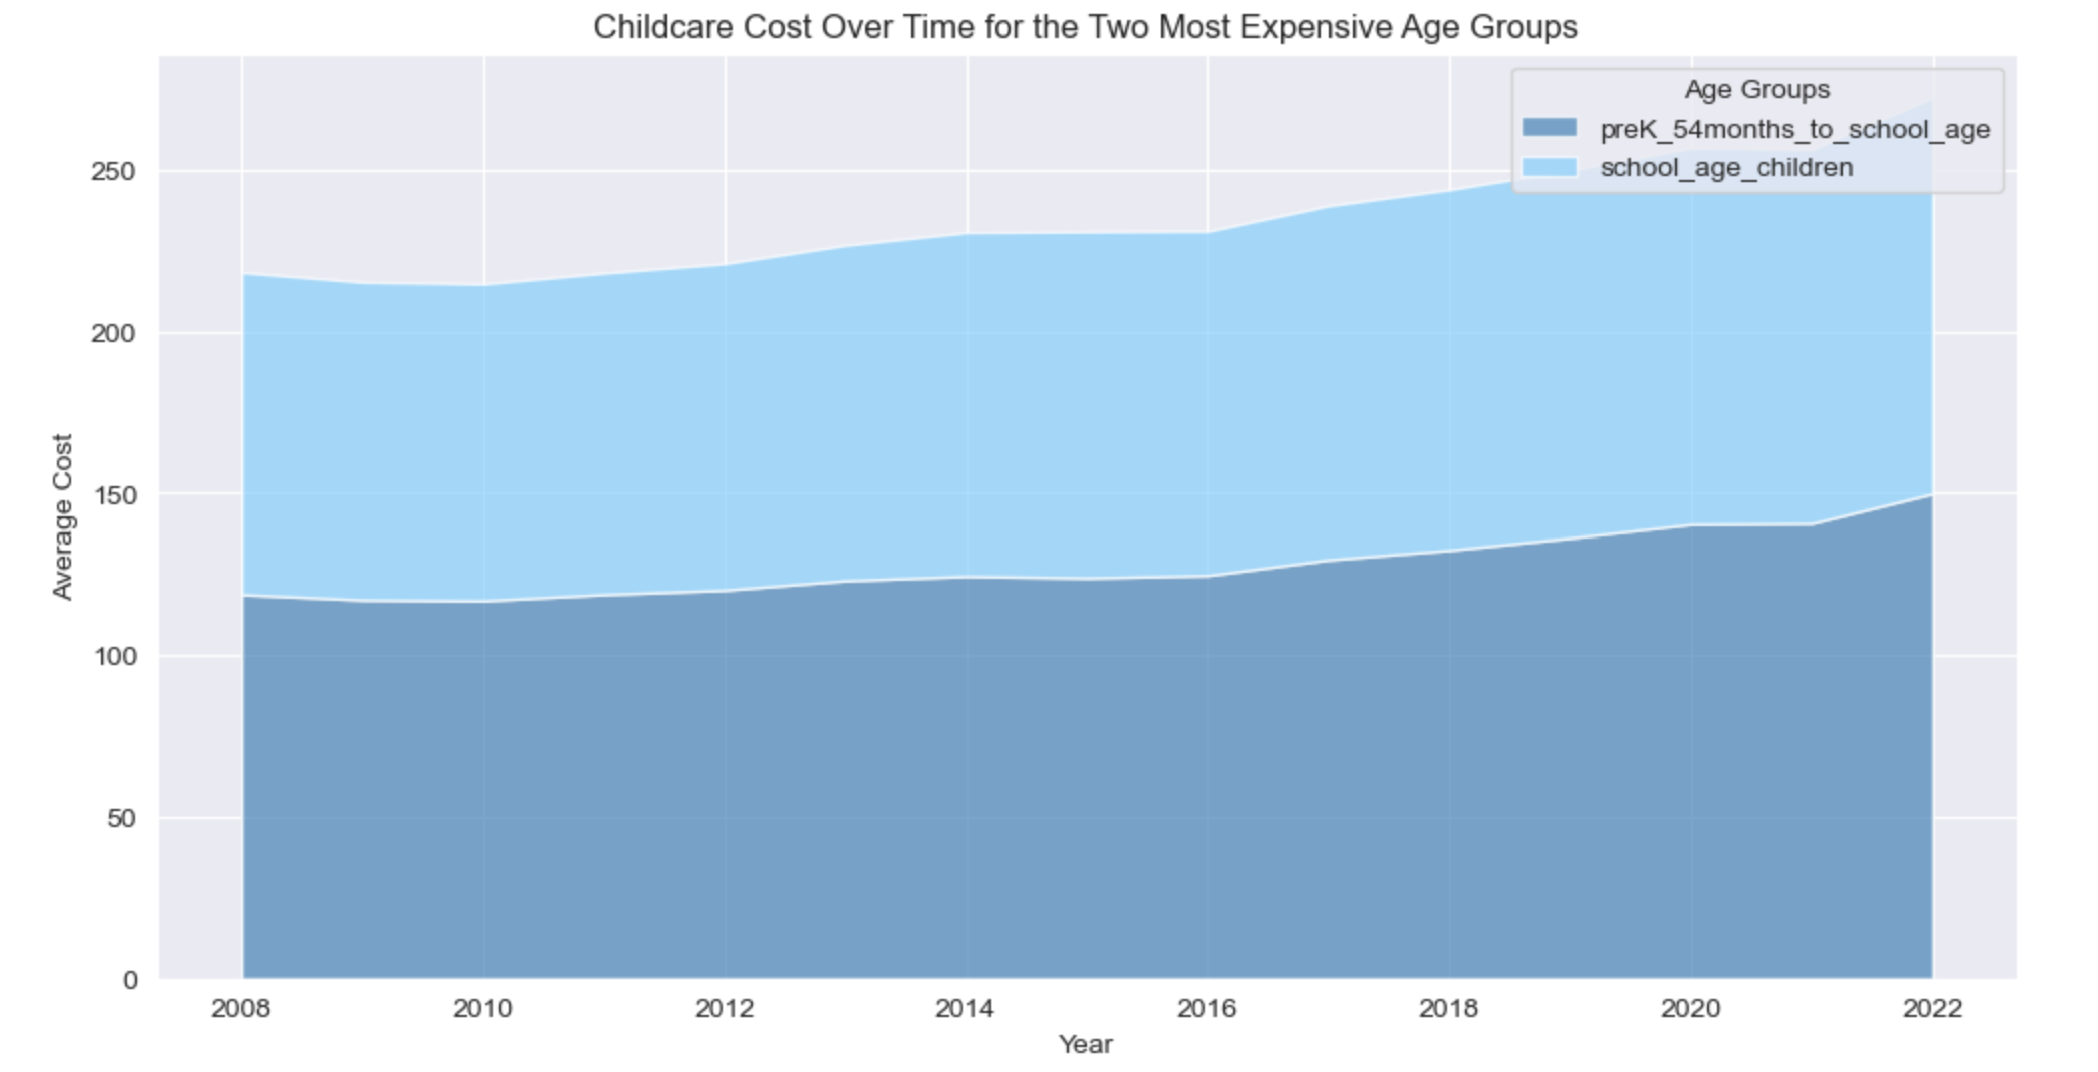 Childcare Cost Over Time for the Two Most Expensive Age Groups
Age Groups
preK_54months_to_school_age
school_age_children
250
200
150
100
50
0
Average Cost
2008 2010 2012 2014 2016 2018 2020 2022
Year